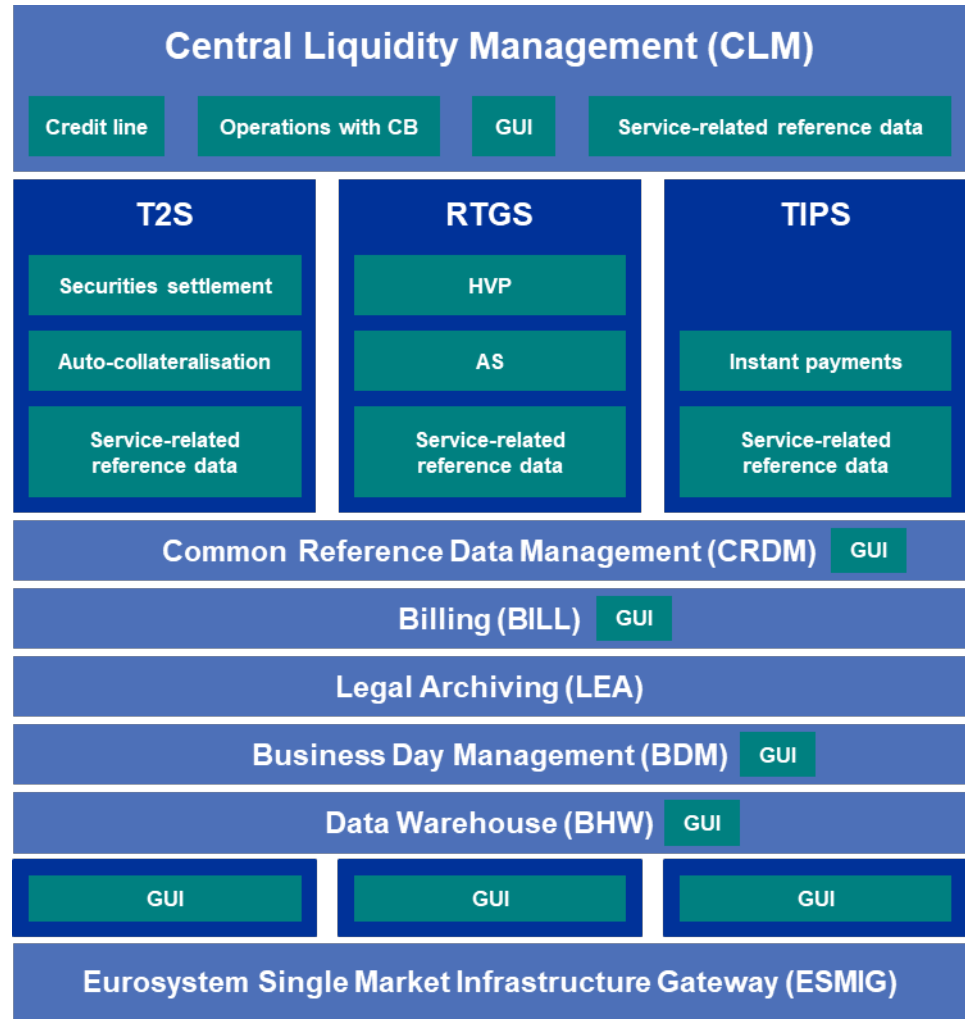 Central Liquidity Management (CLM)
Credit line
Operations with CB
GUI
Service-related reference data
T2S
Securities settlement
Auto-collateralisation
Service-related
reference data
RTGS
HVP
AS
Service-related
reference data
TIPS
Instant payments
Service-related
reference data
Common Reference Data Management (CRDM)
GUI
Billing (BILL)
GUI
Legal Archiving (LEA)
Business Day Management (BDM)
GUI
Data Warehouse (BHW)
GUI
GUI
GUI
GUI
Eurosystem Single Market Infrastructure Gateway (ESMIG)